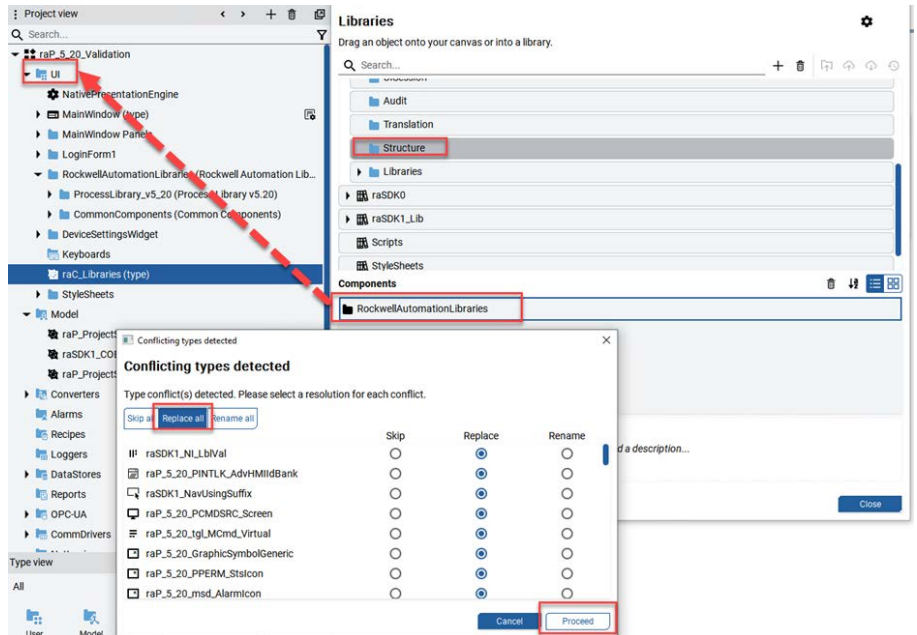 Project view
Search...
raP_5_20_Validation
UI
NativePresentationEngine
MainWindow (type)
MainWindow Panels
LoginForm1
RockwellAutomationLibraries (Rockwell Automation Lib...
ProcessLibrary_v5_20 (Process Library v5.20)
CommonComponents (Common Components)
DeviceSettingsWidget
Keyboards
raC_Libraries (type)
StyleSheets
Model
raP_Projects
raSDK1_CO
raP_Projects
Converters
Alarms
Recipes
Loggers
DataStores
Reports
OPC-UA
CommDrivers
Type view
All
User
Model
Libraries
Drag an object onto your canvas or into a library.
Search...
Audit
Translation
Structure
Libraries
raSDK0
raSDK1_Lib
Scripts
StyleSheets
Components
RockwellAutomationLibraries
d a description...
Close
Conflicting types detected
Conflicting types detected
Type conflict(s) detected. Please select a resolution for each conflict.
Skip all Replace all Rename all
Skip Replace Rename
raSDK1_NI_LblVal
raP_5_20_PINTLK_AdvHMIIdBank
raSDK1_NavUsingSuffix
raP_5_20_PCMDSRC_Screen
raP_5_20_tgl_MCmd_Virtual
raP_5_20_GraphicSymbolGeneric
raP_5_20_PPERM_StsIcon
raP_5_20_msd_AlarmIcon
Cancel Proceed